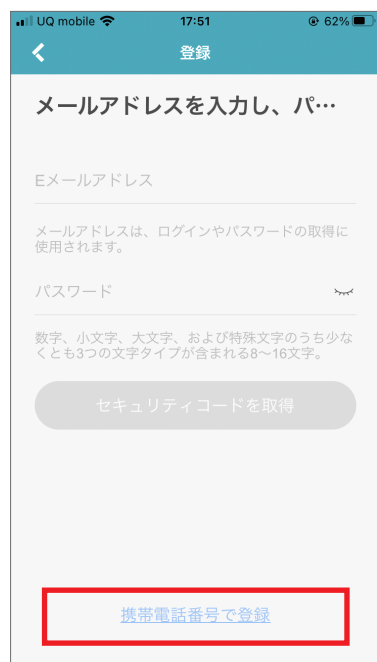 UQ mobile 17:51 62%
登録
メールアドレスを入力し、パ…
Eメールアドレス
メールアドレスは、ログインやパスワードの取得に
使用されます。
パスワード
数字、小文字、大文字、および特殊文字のうち少な
くとも3つの文字タイプが含まれる8〜16文字。
セキュリティコードを取得
携帯電話番号で登録